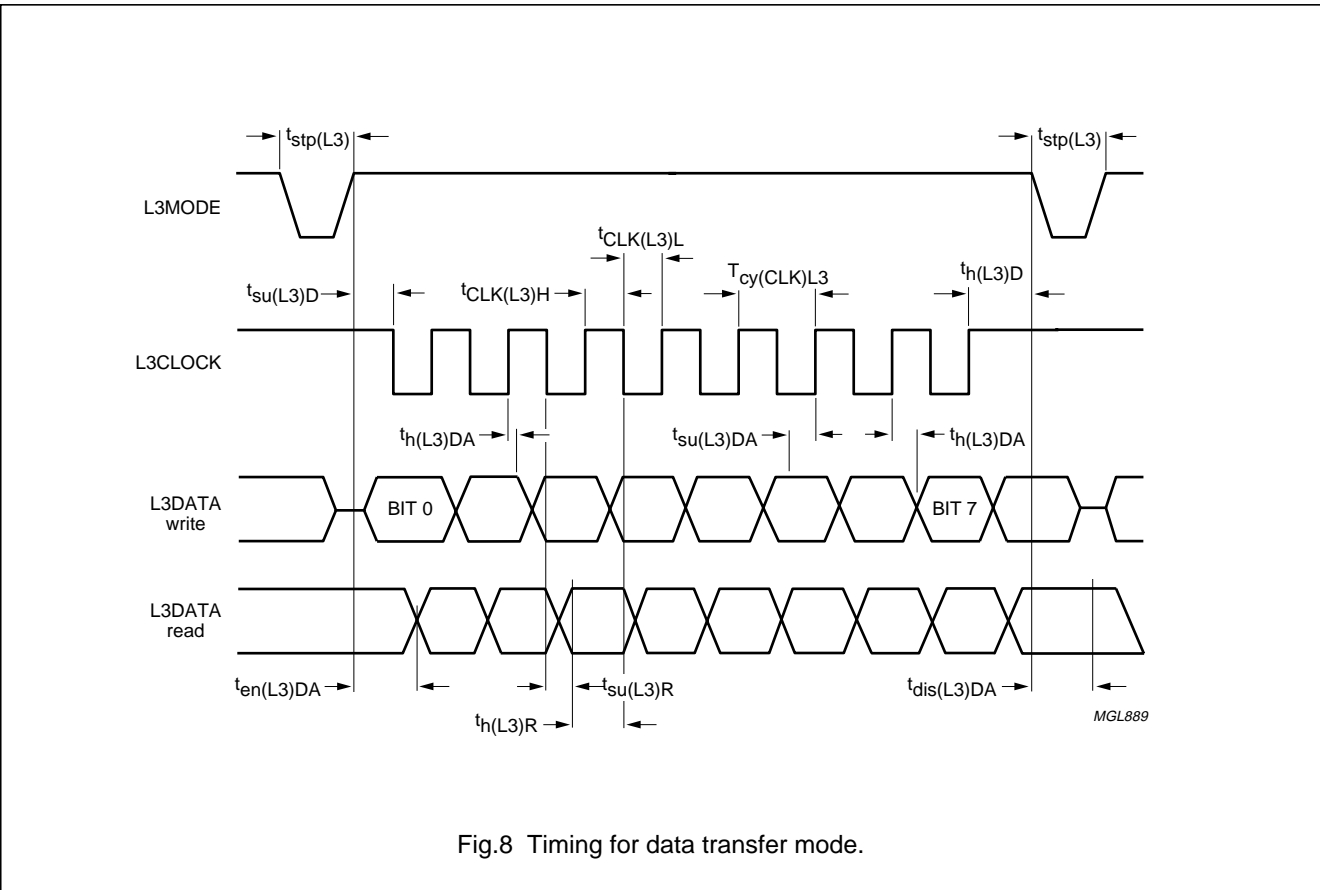 tstp(L3) tstp(L3)
L3MODE
tCLK(L3)L
tsu(L3)D tCLK(L3)H Tcy(CLK)L3 th(L3)D
L3CLOCK
th(L3)DA tsu(L3)DA th(L3)DA
L3DATA
write
BIT 0 BIT 7
L3DATA
read
ten(L3)DA tsu(L3)R tdis(L3)DA
th(L3)R MGL889
Fig.8 Timing for data transfer mode.